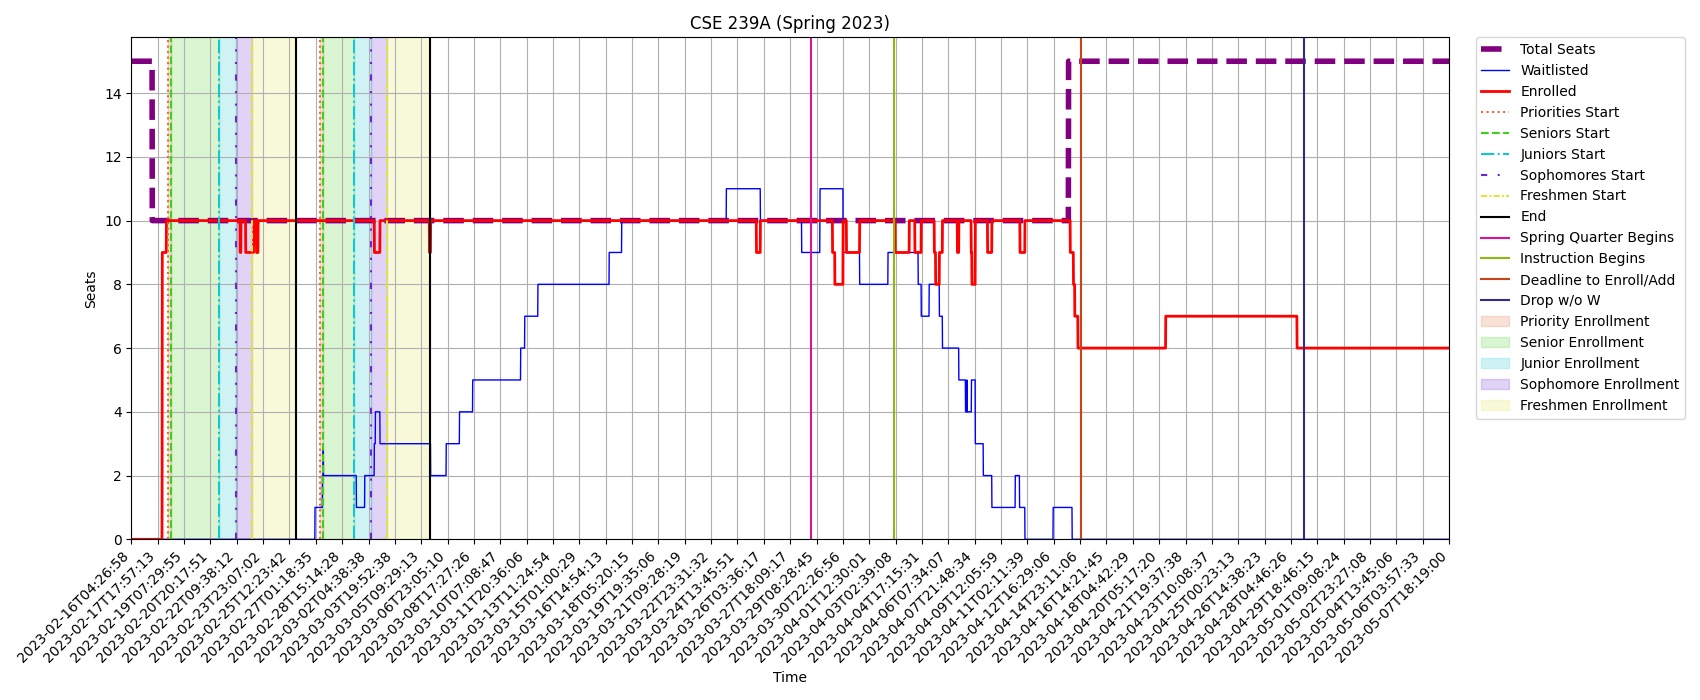 CSE 239A (Spring 2023)
Seats
14
12
10
8
6
4
2
0
2023-02-16T04:26:58
2023-02-17T17:57:13
2023-02-19T07:29:55
2023-02-20T20:17:51
2023-02-22T09:38:12
2023-02-23T23:07:02
2023-02-25T12:23:42
2023-02-27T01:18:35
2023-02-28T15:14:28
2023-03-02T04:38:38
2023-03-03T19:52:38
2023-03-05T09:29:13
2023-03-06T23:05:10
2023-03-08T17:27:26
2023-03-10T07:08:47
2023-03-11T20:36:06
2023-03-13T11:24:54
2023-03-15T01:00:29
2023-03-16T14:54:13
2023-03-18T05:20:15
2023-03-19T19:35:06
2023-03-21T09:28:19
2023-03-22T23:31:32
2023-03-24T13:45:51
2023-03-26T03:36:17
2023-03-27T18:09:17
2023-03-29T08:28:45
2023-03-30T22:26:56
2023-04-01T12:30:01
2023-04-03T02:39:08
2023-04-04T17:15:31
2023-04-06T07:34:07
2023-04-07T21:48:34
2023-04-09T12:05:59
2023-04-11T02:11:39
2023-04-12T16:29:06
2023-04-14T23:11:06
2023-04-16T14:21:45
2023-04-18T04:42:29
2023-04-20T05:17:20
2023-04-21T19:37:38
2023-04-23T10:08:37
2023-04-25T00:23:13
2023-04-26T14:38:23
2023-04-28T04:46:26
2023-04-29T18:46:15
2023-05-01T09:08:24
2023-05-02T23:27:08
2023-05-04T13:45:06
2023-05-06T03:57:33
2023-05-07T18:19:00
Time
Total Seats
Waitlisted
Enrolled
Priorities Start
Seniors Start
Juniors Start
Sophomores Start
Freshmen Start
End
Spring Quarter Begins
Instruction Begins
Deadline to Enroll/Add
Drop w/o W
Priority Enrollment
Senior Enrollment
Junior Enrollment
Sophomore Enrollment
Freshmen Enrollment